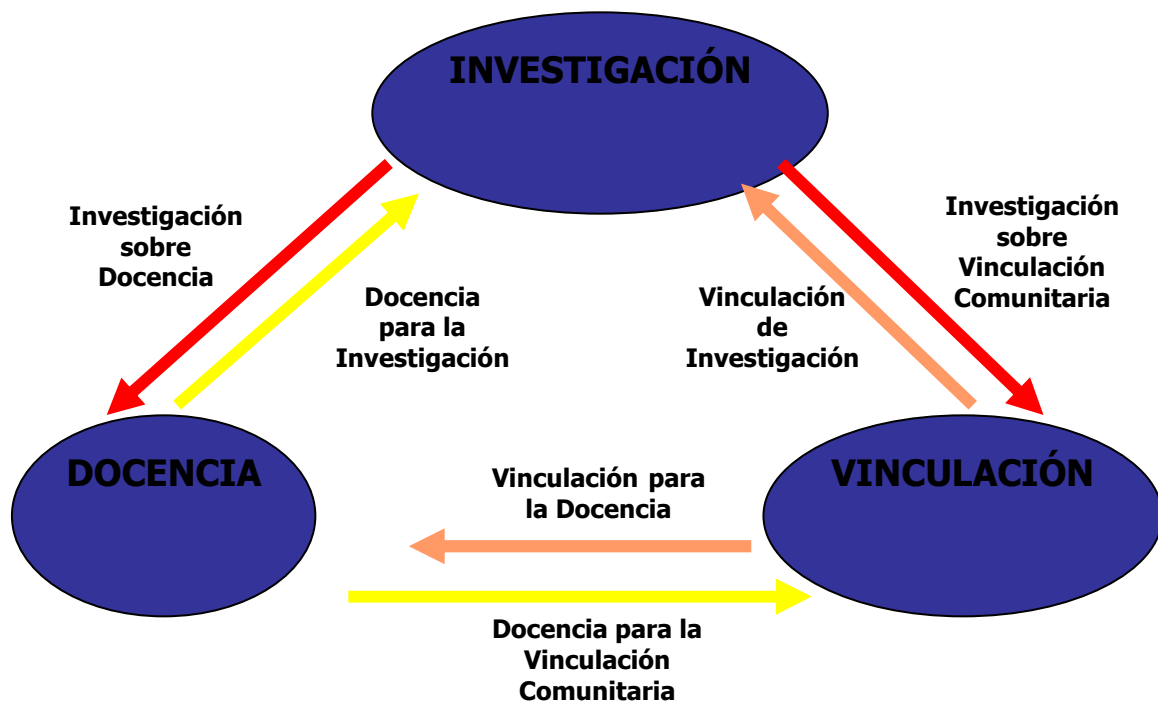 INVESTIGACIÓN
Investigación
sobre
Docencia
Docencia
para la
Investigación
Vinculación
de
Investigación
Investigación
sobre
Vinculación
Comunitaria
DOCENCIA
Vinculación para
la Docencia
VINCULACIÓN
Docencia para la
Vinculación
Comunitaria